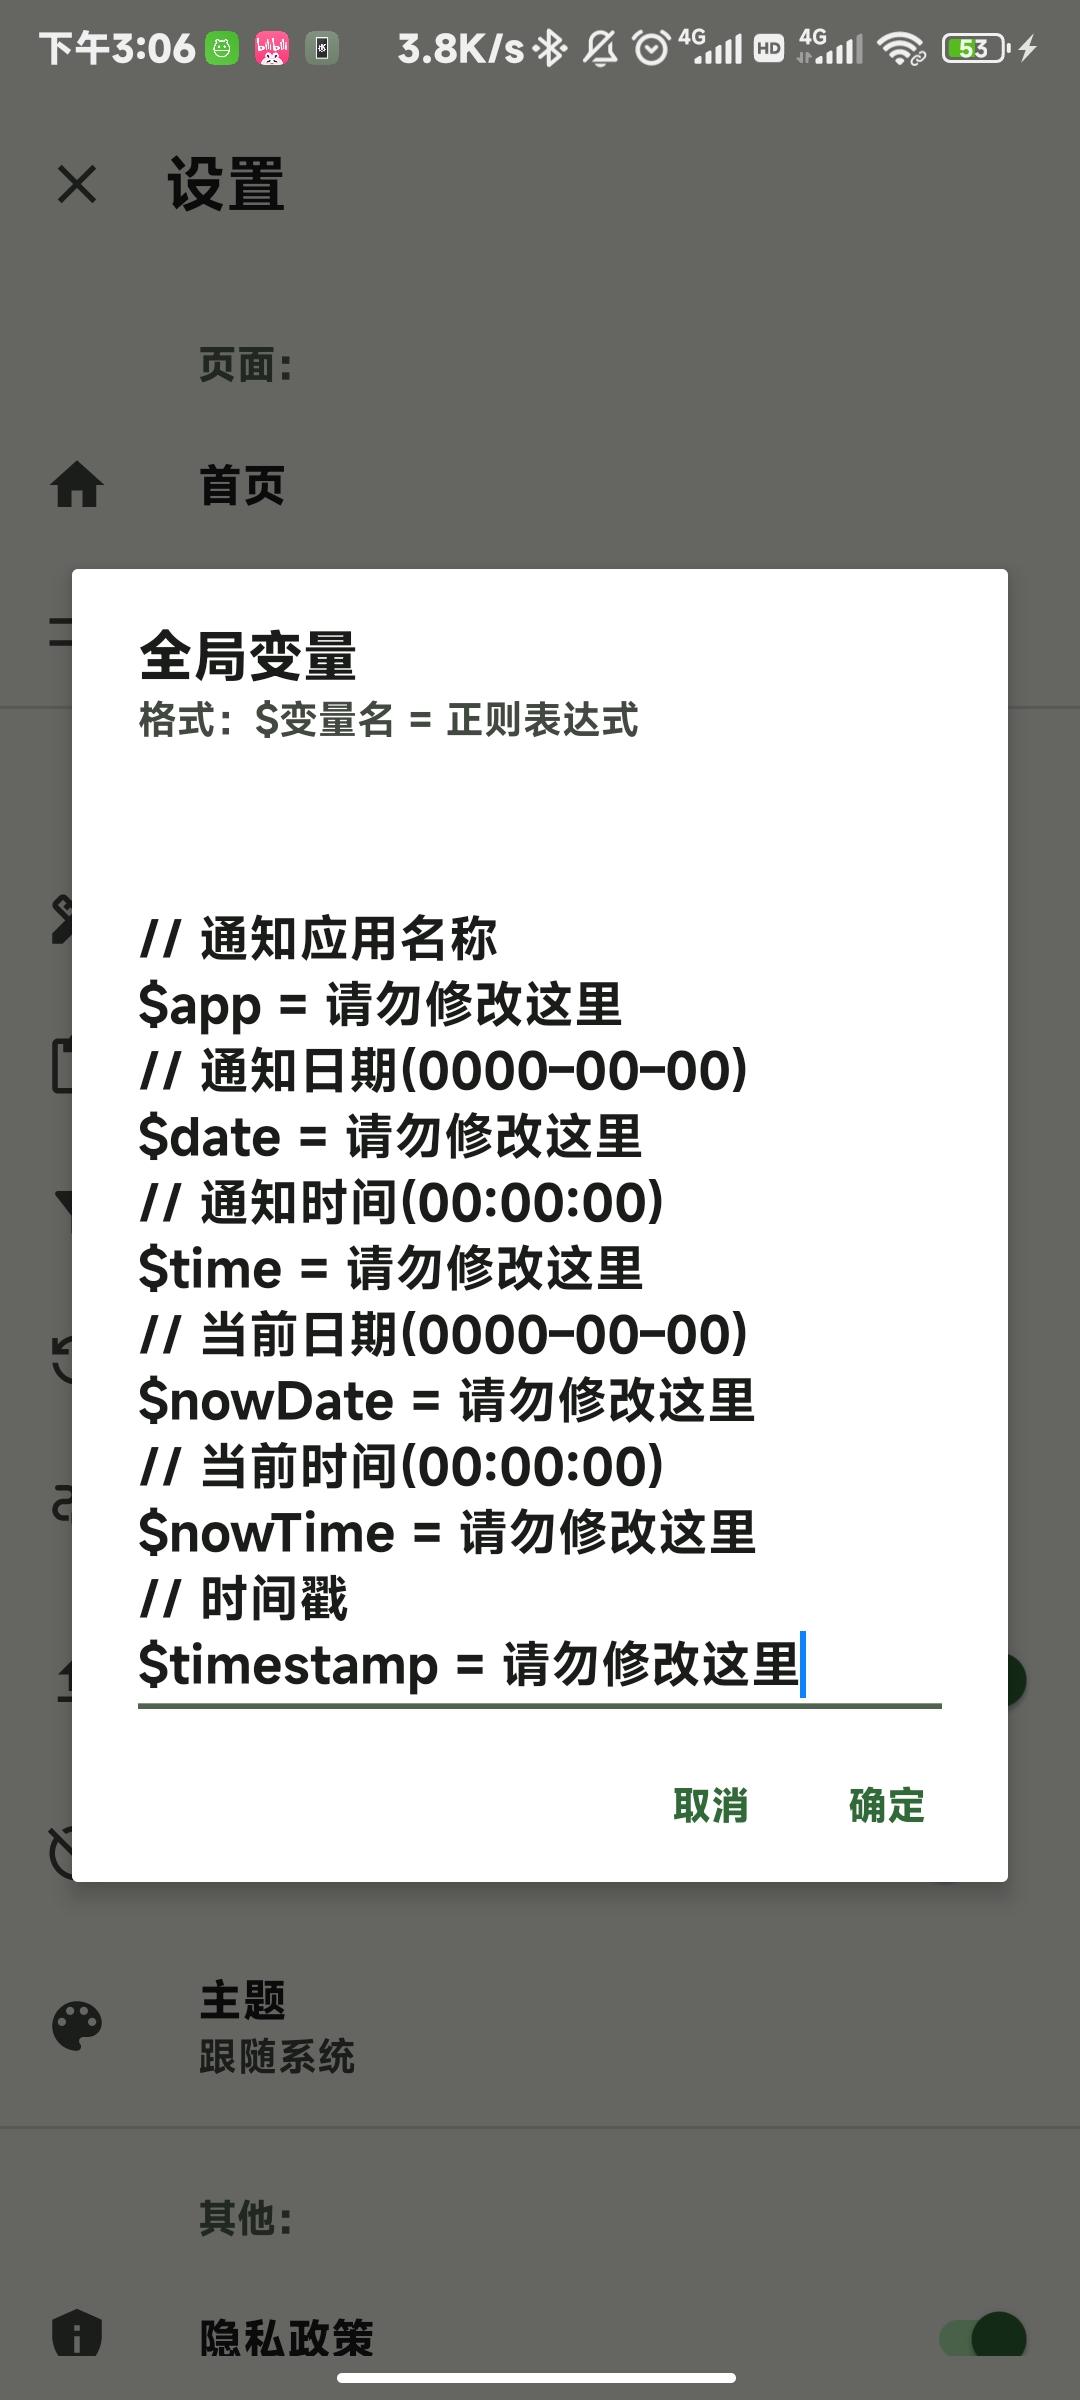 下午3:06
3.8K/s
4G
HD
4G
53
设置
页面：
首页
全局变量
格式：$变量名 = 正则表达式
// 通知应用名称
$app = 请勿修改这里
// 通知日期(0000-00-00)
$date = 请勿修改这里
// 通知时间(00:00:00)
$time = 请勿修改这里
// 当前日期(0000-00-00)
$nowDate = 请勿修改这里
// 当前时间(00:00:00)
$nowTime = 请勿修改这里
// 时间戳
$timestamp = 请勿修改这里
取消
确定
主题
跟随系统
其他：
隐私政策